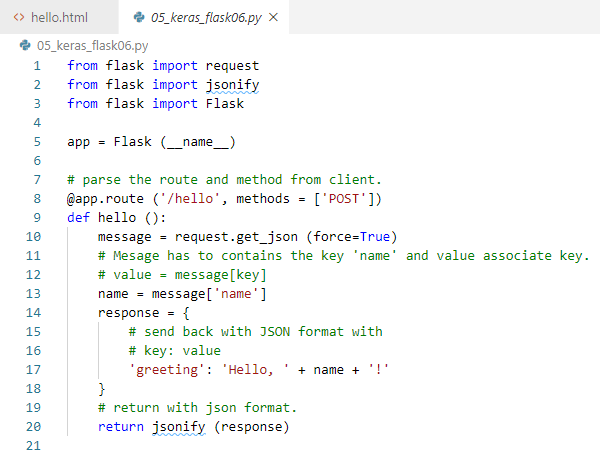 hello.html
05_keras_flask06.py
05_keras_flask06.py
1 from flask import request
2 from flask import jsonify
3 from flask import Flask
4
5 app = Flask (__name__)
6
7 # parse the route and method from client.
8 @app.route ('/hello', methods = ['POST'])
9 def hello ():
10     message = request.get_json (force=True)
11     # Mesage has to contains the key 'name' and value associate key.
12     # value = message[key]
13     name = message['name']
14     response = {
15         # send back with JSON format with
16         # key: value
17         'greeting': 'Hello, ' + name + '!'
18     }
19     # return with json format.
20     return jsonify (response)
21